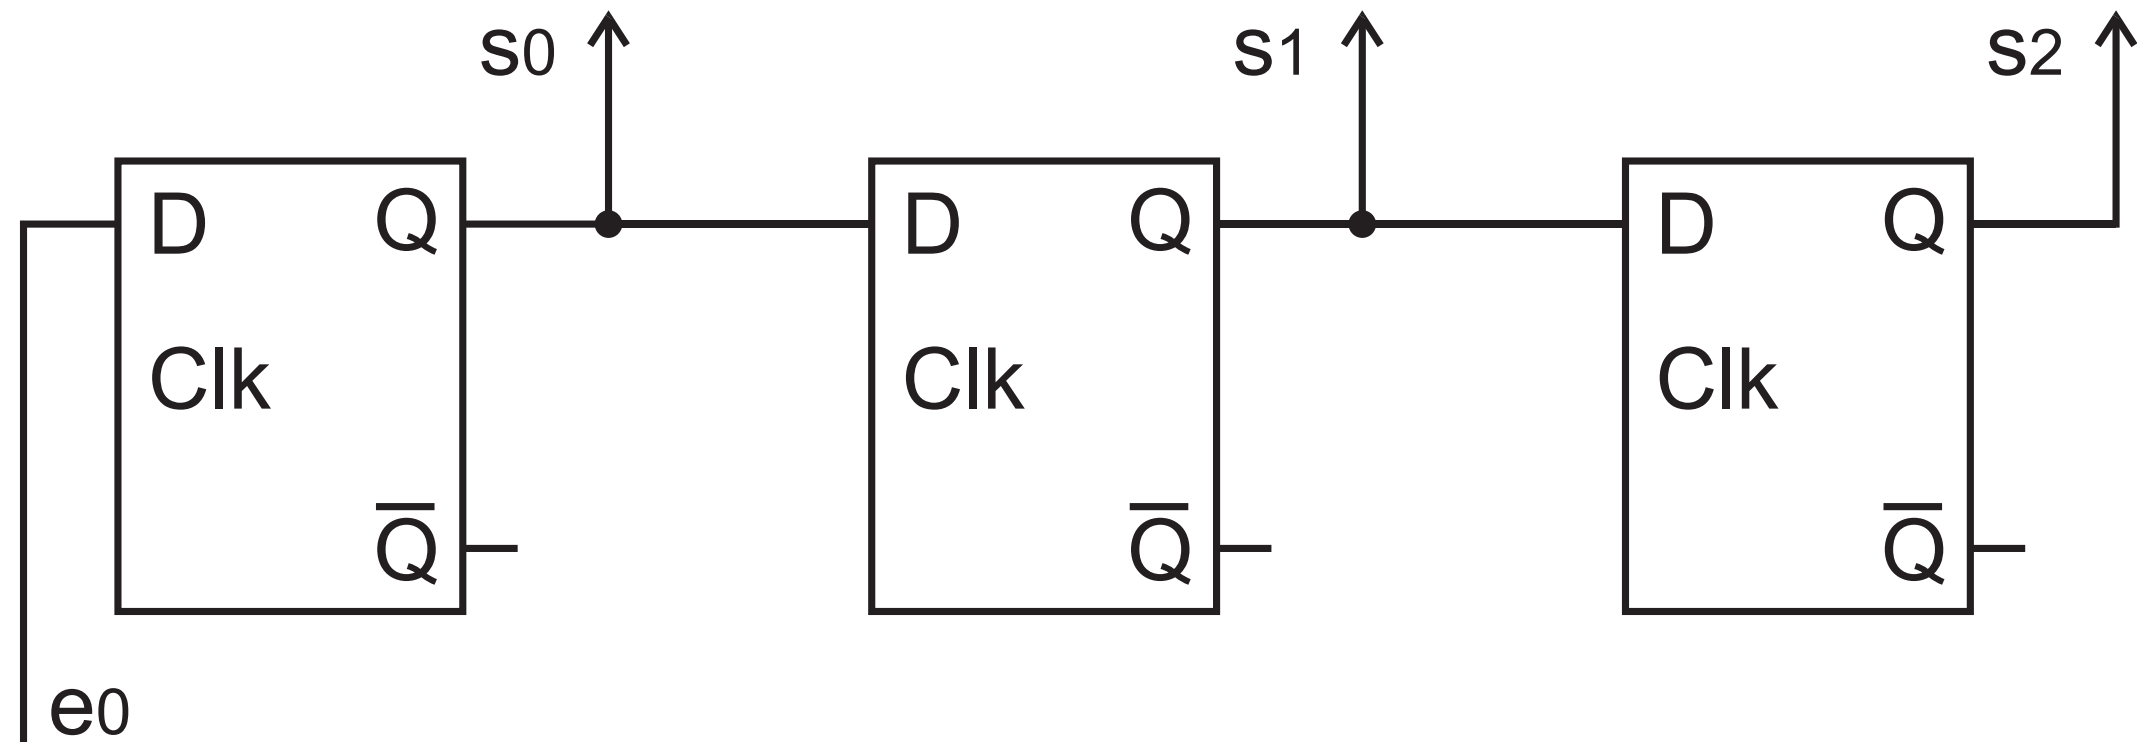 s0 s1 s2
D Q D Q D Q
Clk Clk Clk
Q̅ Q̅ Q̅
e0